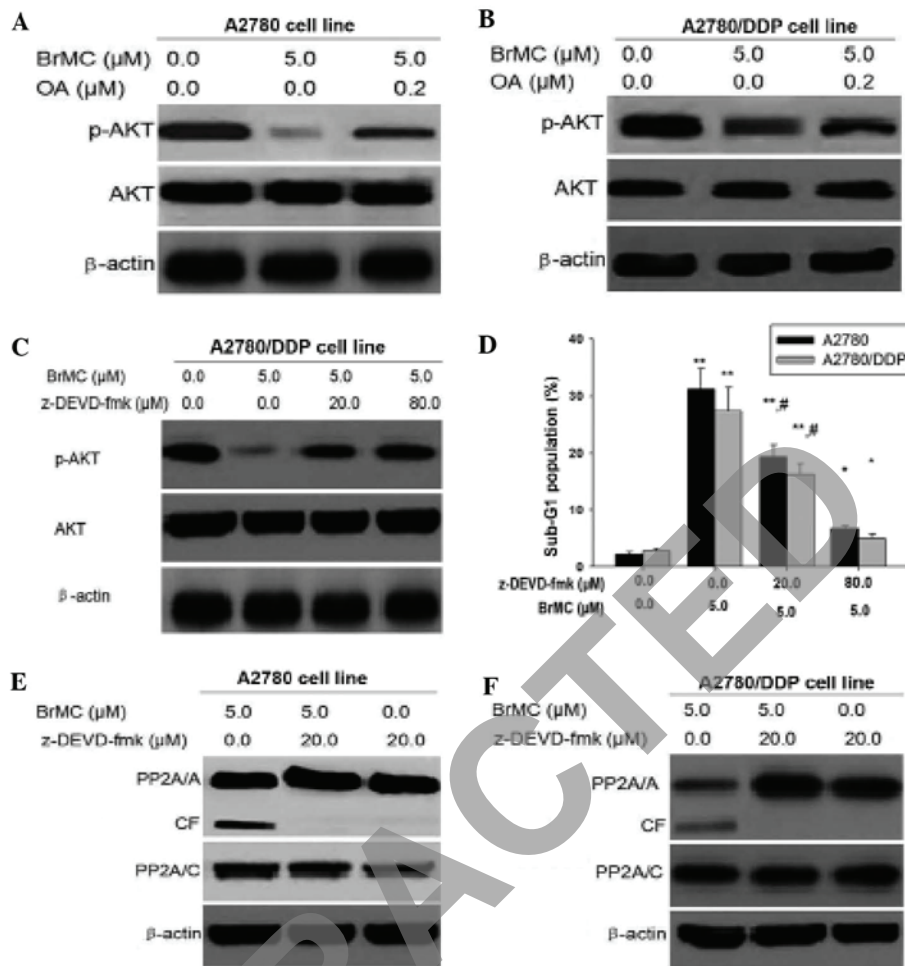 A
A2780 cell line
BrMC (µM) 0.0 5.0 5.0
OA (µM) 0.0 0.0 0.2
p-AKT
AKT
β-actin
B
A2780/DDP cell line
BrMC (µM) 0.0 5.0 5.0
OA (µM) 0.0 0.0 0.2
p-AKT
AKT
β-actin
C
A2780/DDP cell line
BrMC (µM) 0.0 5.0 5.0 5.0
z-DEVD-fmk (µM) 0.0 0.0 20.0 80.0
p-AKT
AKT
β-actin
D
A2780
A2780/DDP
Sub-G1 population (%)
40
30
20
10
0
** **
**,# **,#
* *
z-DEVD-fmk (µM) 0.0 0.0 20.0 80.0
BrMC (µM) 0.0 5.0 5.0 5.0
E
A2780 cell line
BrMC (µM) 5.0 5.0 0.0
z-DEVD-fmk (µM) 0.0 20.0 20.0
PP2A/A
CF
PP2A/C
β-actin
F
A2780/DDP cell line
BrMC (µM) 5.0 5.0 0.0
z-DEVD-fmk (µM) 0.0 20.0 20.0
PP2A/A
CF
PP2A/C
β-actin
RACTED